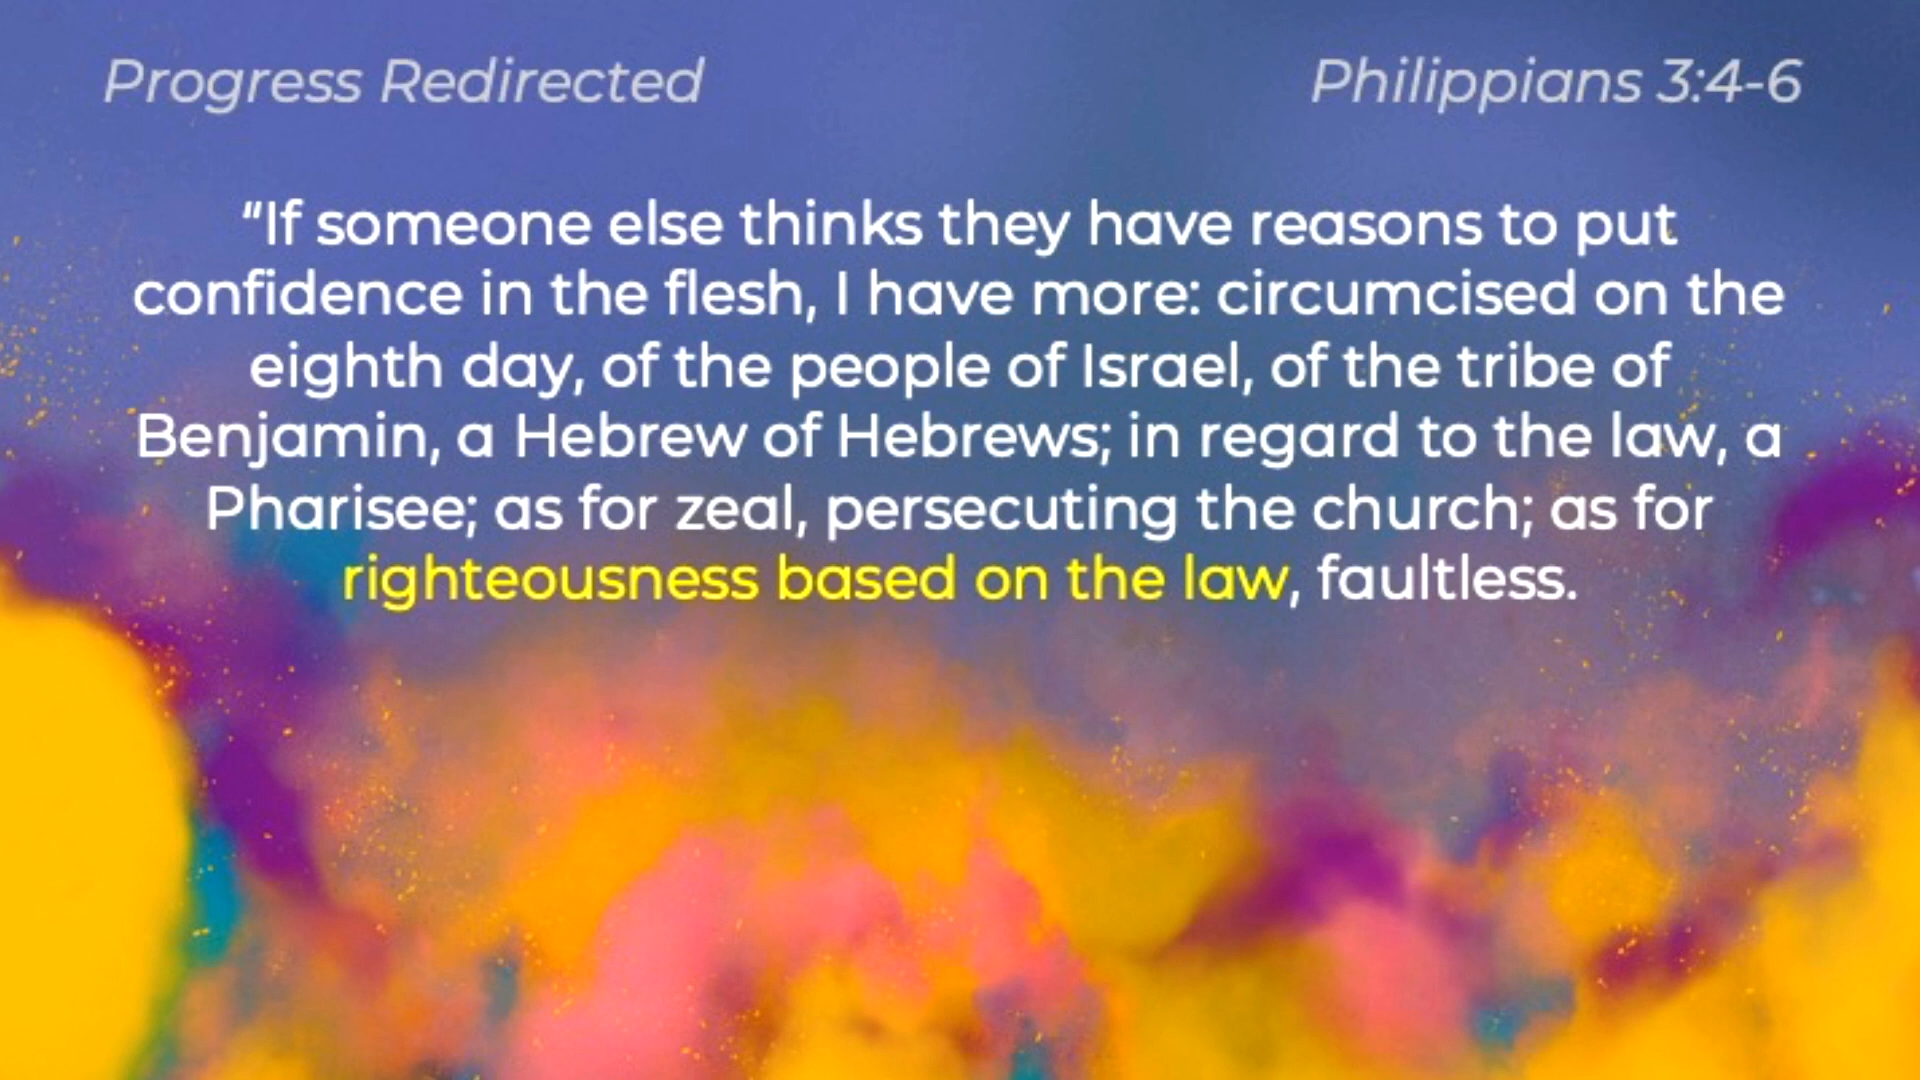 Progress Redirected
Philippians 3:4-6
“If someone else thinks they have reasons to put
confidence in the flesh, I have more: circumcised on the
eighth day, of the people of Israel, of the tribe of
Benjamin, a Hebrew of Hebrews; in regard to the law, a
Pharisee; as for zeal, persecuting the church; as for
righteousness based on the law, faultless.